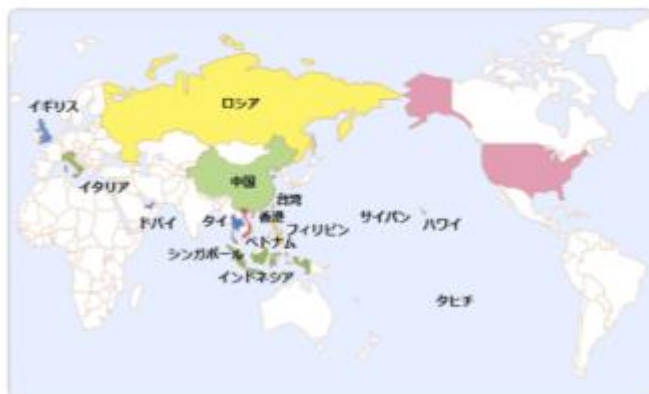 イギリス
ロシア
イタリア
中国
台湾
ドバイ
タイ
香港
サイパン
ハワイ
フィリピン
ベトナム
シンガポール
インドネシア
タヒチ